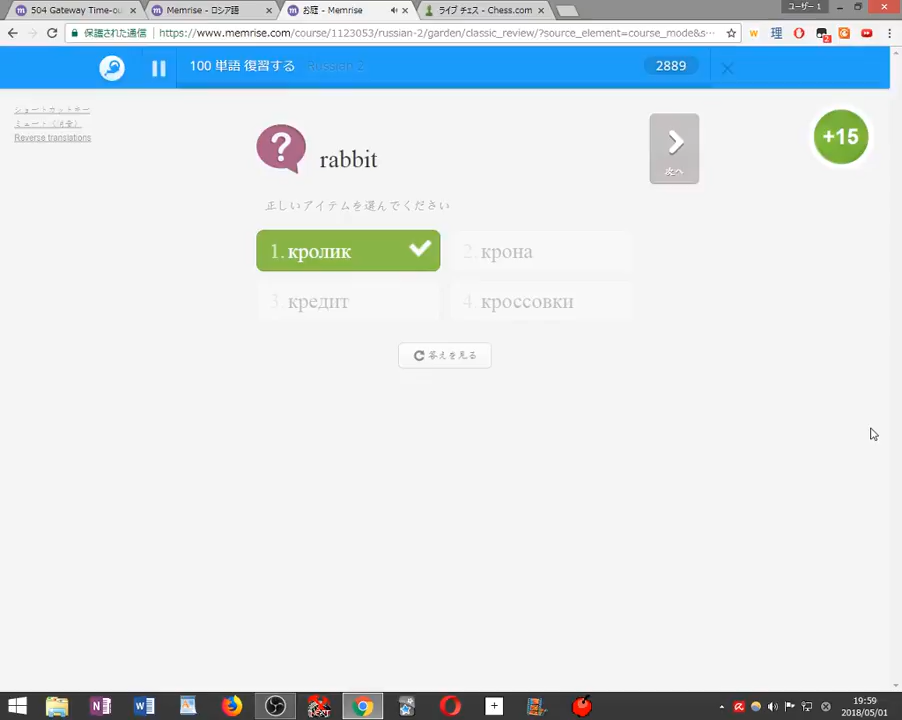 504 Gateway Time-ou
Memrise - ロシア語
お庭 - Memrise
ライブ チェス - Chess.com
ユーザー 1
保護された通信
https://www.memrise.com/course/1123053/russian-2/garden/classic_review/?source_element=course_mode&s…
100 単語 復習する
Russian 2
2889
ショートカットキー
Reverse translations
rabbit
次へ
+15
正しいアイテムを選んでください
1. кролик
2. крона
3 кредит
4 кроссовки
答えを見る
19:59
2018/05/01